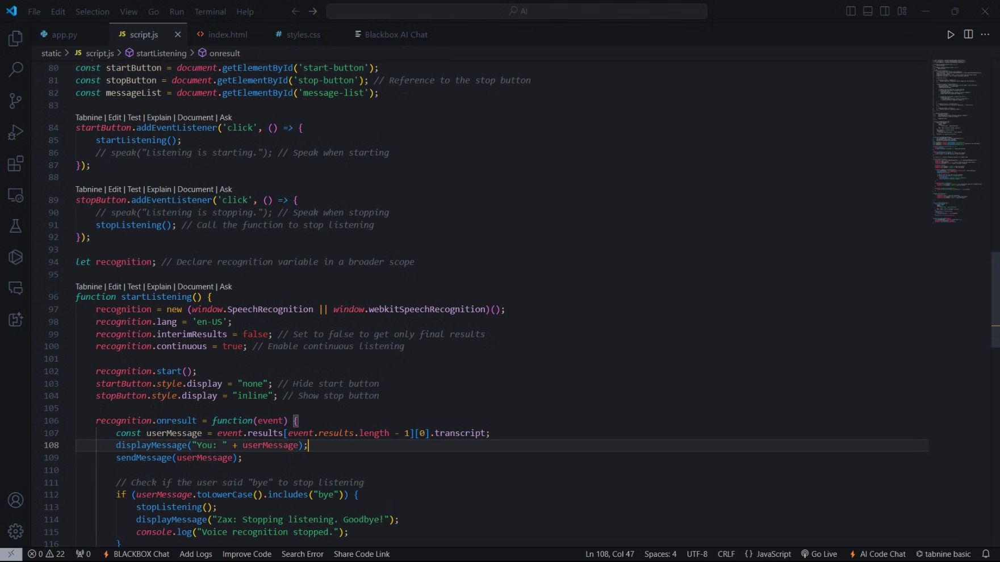 File Edit Selection View Go Run Terminal Help
AI
app.py
JS script.js
<> index.html
# styles.css
Blackbox AI Chat
static > JS script.js > startListening > onresult
80 const startButton = document.getElementById('start-button');
81 const stopButton = document.getElementById('stop-button'); // Reference to the stop button
82 const messageList = document.getElementById('message-list');
83
Tabnine | Edit | Test | Explain | Document | Ask
84 startButton.addEventListener('click', () => {
85 startListening();
86 // speak("Listening is starting."); // Speak when starting
87 });
88
Tabnine | Edit | Test | Explain | Document | Ask
89 stopButton.addEventListener('click', () => {
90 // speak("Listening is stopping."); // Speak when stopping
91 stopListening(); // Call the function to stop listening
92 });
93
94 let recognition; // Declare recognition variable in a broader scope
95
Tabnine | Edit | Test | Explain | Document | Ask
96 function startListening() {
97 recognition = new (window.SpeechRecognition || window.webkitSpeechRecognition)();
98 recognition.lang = 'en-US';
99 recognition.interimResults = false; // Set to false to get only final results
100 recognition.continuous = true; // Enable continuous listening
101
102 recognition.start();
103 startButton.style.display = "none"; // Hide start button
104 stopButton.style.display = "inline"; // Show stop button
105
106 recognition.onresult = function(event) {
107 const userMessage = event.results[event.results.length - 1][0].transcript;
108 displayMessage("You: " + userMessage);
109 sendMessage(userMessage);
110
111 // Check if the user said "bye" to stop listening
112 if (userMessage.toLowerCase().includes("bye")) {
113 stopListening();
114 displayMessage("Zax: Stopping listening. Goodbye!");
115 console.log("Voice recognition stopped.");
116 }
0 22 0 BLACKBOX Chat Add Logs Improve Code Search Error Share Code Link Ln 108, Col 47 Spaces: 4 UTF-8 CRLF {} JavaScript Go Live AI Code Chat tabnine basic